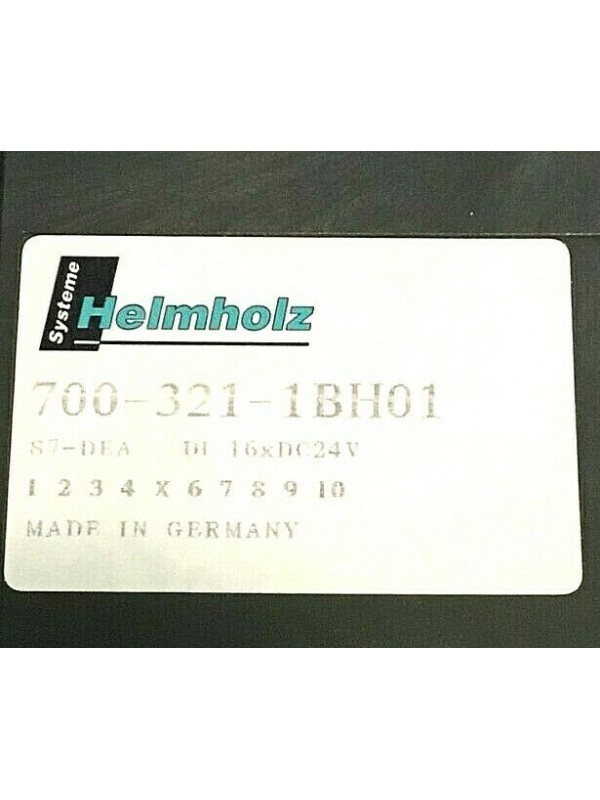 Systeme
Helmholz
700-321-1BH01
S7-DEA DI 16xDC24V
1 2 3 4 X 6 7 8 9 10
MADE IN GERMANY